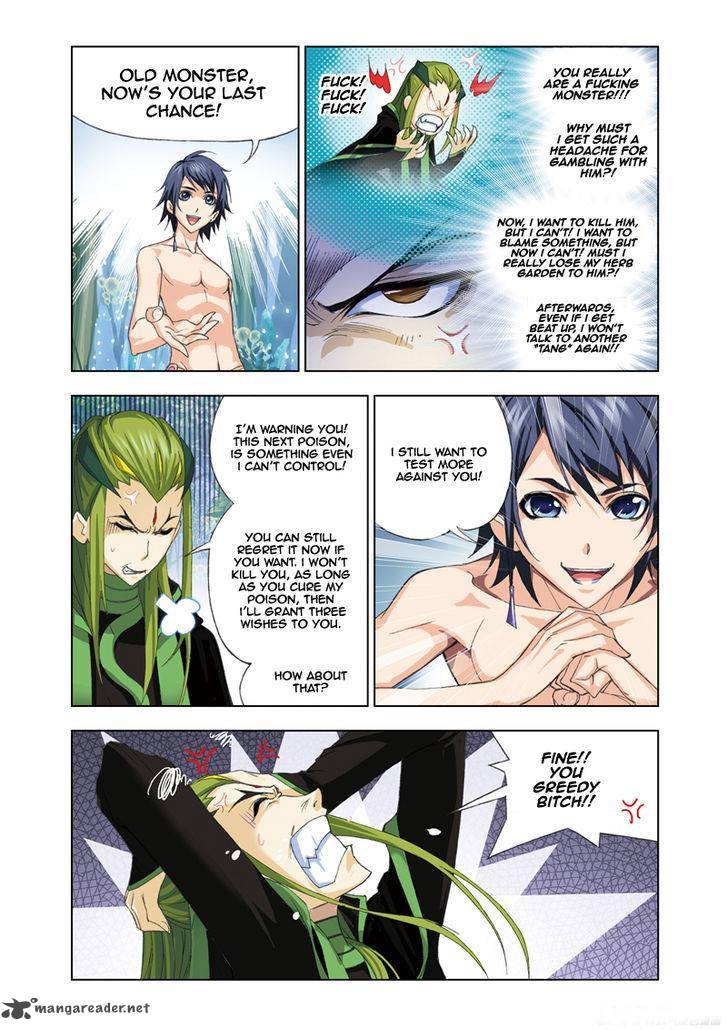 OLD MONSTER,
NOW'S YOUR LAST
CHANCE!
FUCK!
FUCK!
FUCK!
YOU REALLY
ARE A FUCKING
MONSTER!!!
WHY MUST
I GET SUCH A
HEADACHE FOR
GAMBLING WITH
HIM?!
NOW, I WANT TO KILL HIM,
BUT I CAN'T! I WANT TO
BLAME SOMETHING, BUT
NOW I CAN'T! MUST I
REALLY LOSE MY HERB
GARDEN TO HIM?!
AFTERWARDS,
EVEN IF I GET
BEAT UP, I WON'T
TALK TO ANOTHER
"TANG" AGAIN!!
I'M WARNING YOU!
THIS NEXT POISON,
IS SOMETHING EVEN
I CAN'T CONTROL!
YOU CAN STILL
REGRET IT NOW IF
YOU WANT. I WON'T
KILL YOU, AS LONG
AS YOU CURE MY
POISON, THEN
I'LL GRANT THREE
WISHES TO YOU.
HOW ABOUT
THAT?
I STILL WANT TO
TEST MORE
AGAINST YOU!
FINE!!
YOU
GREEDY
BITCH!!
mangareader.net